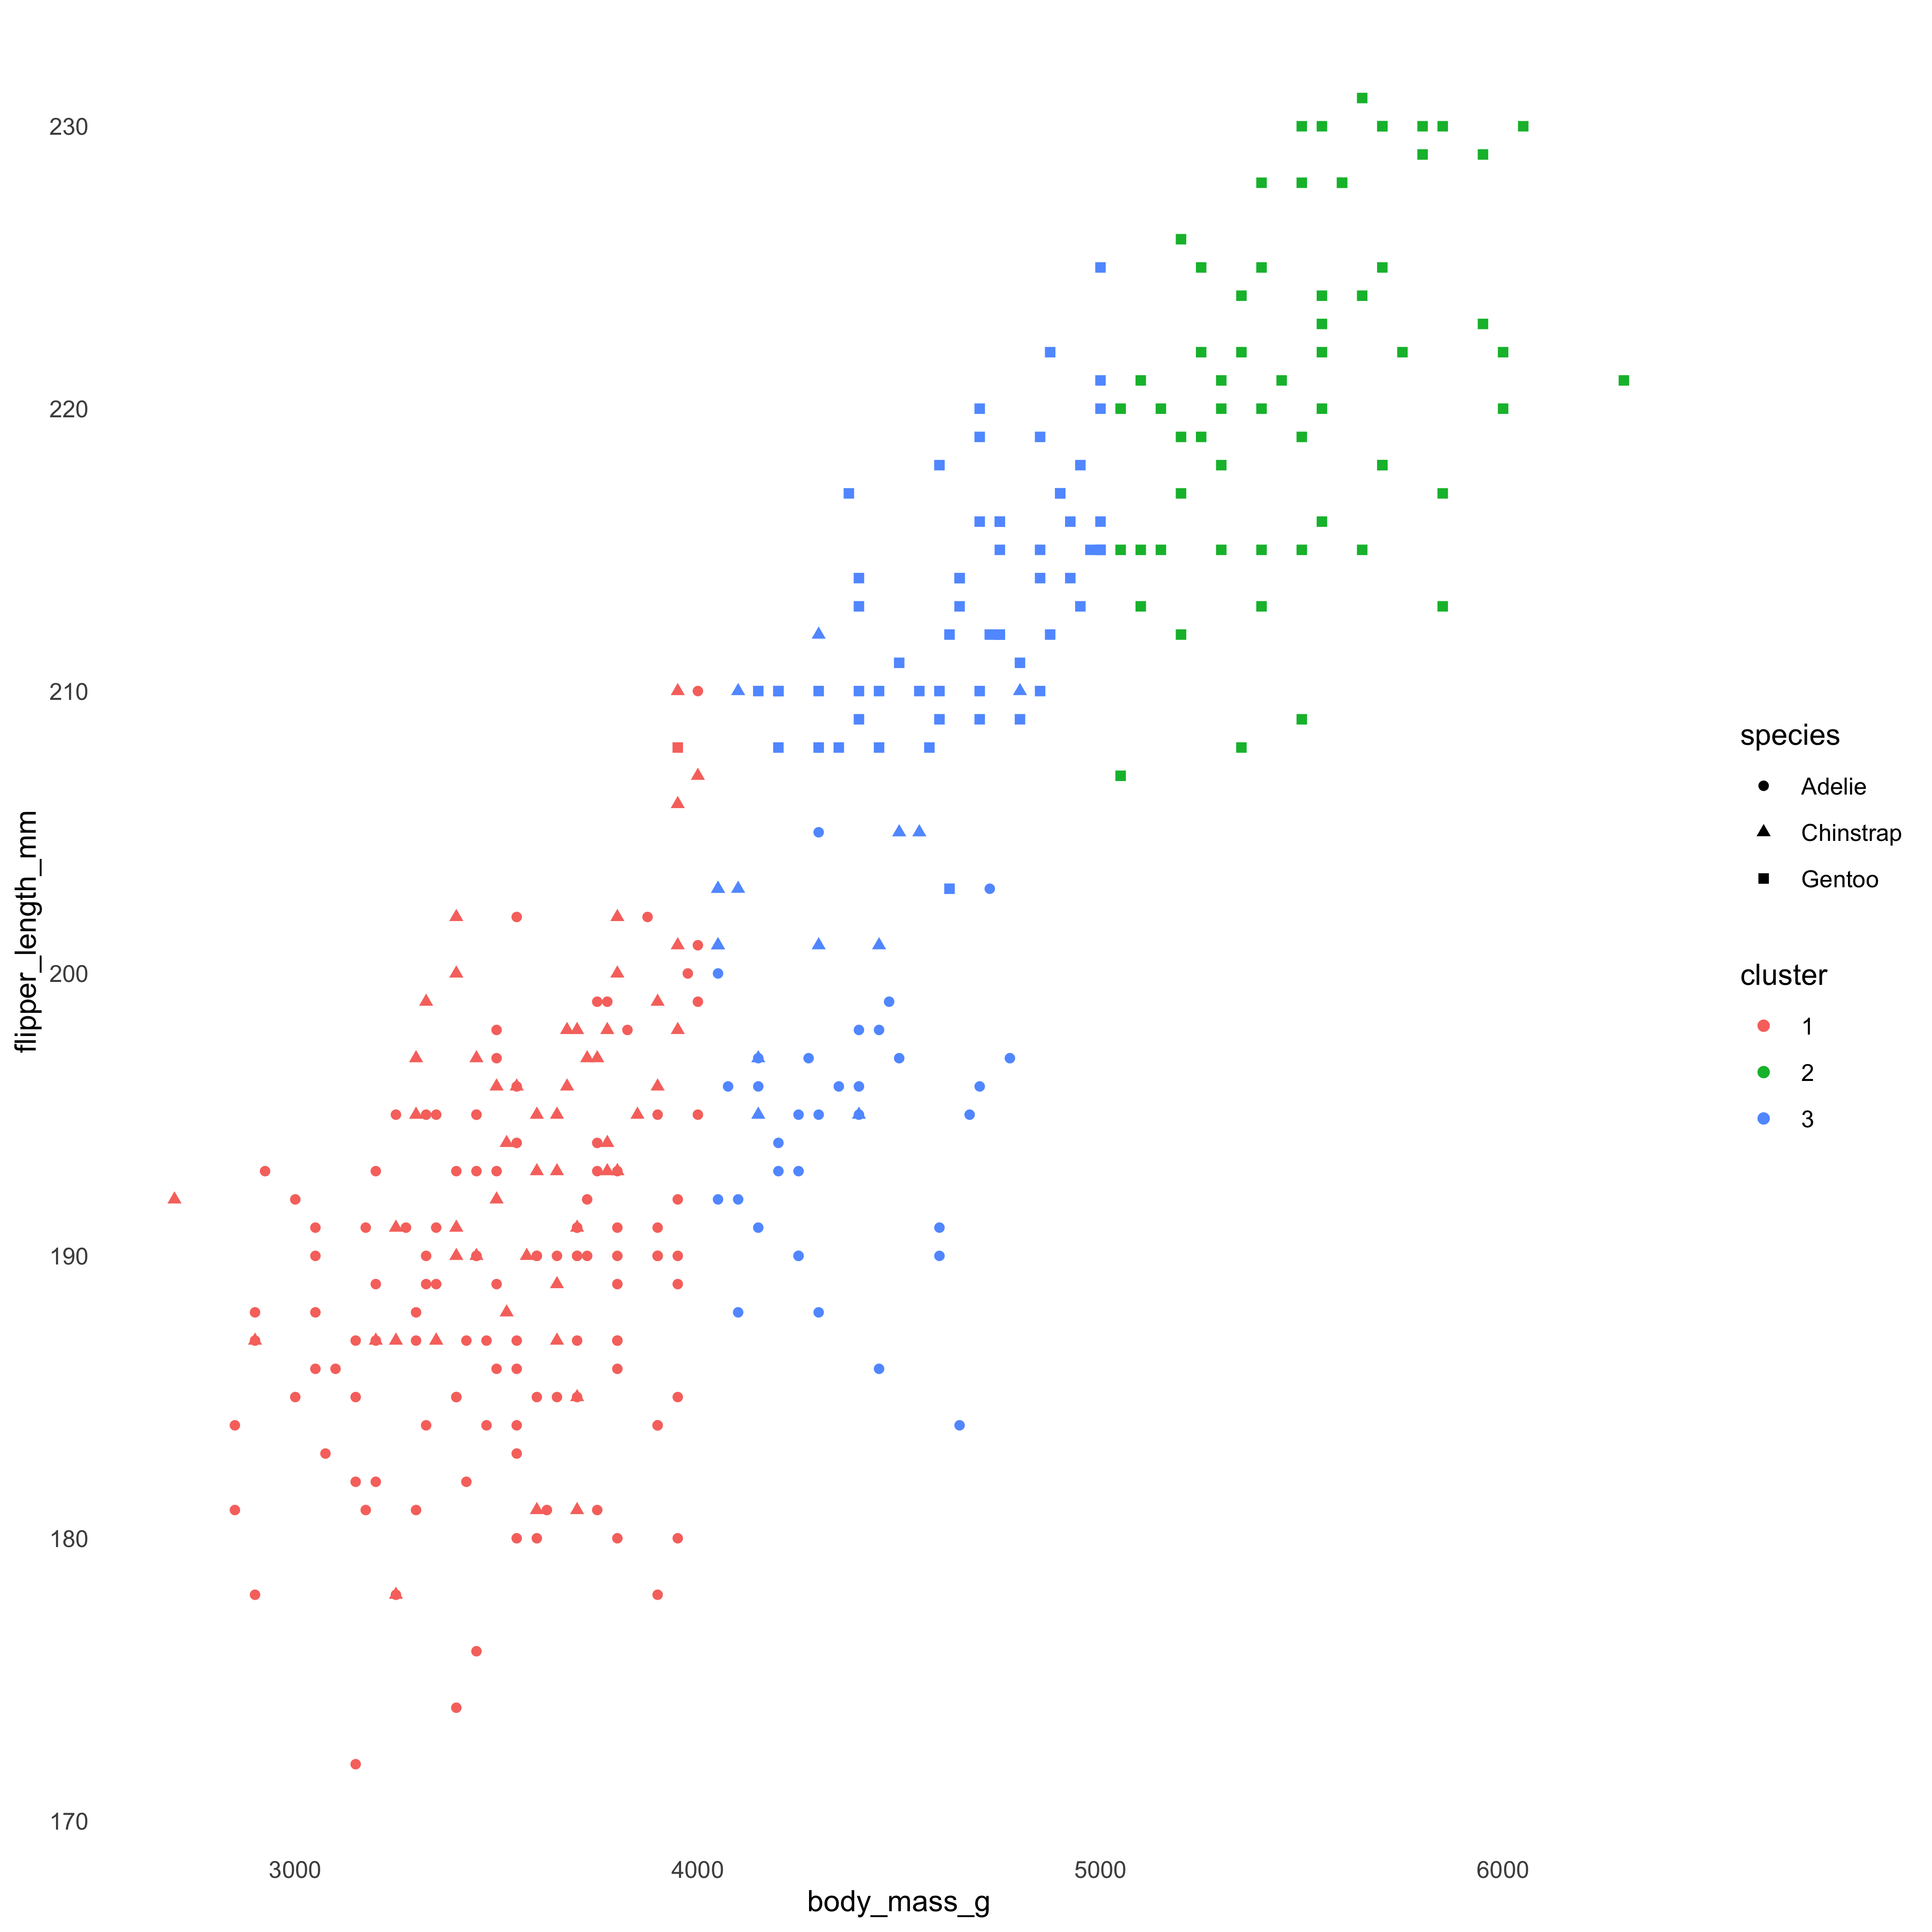 230
220
210
200
190
180
170
flipper_length_mm
3000 4000 5000 6000
body_mass_g
species
Adelie
Chinstrap
Gentoo
cluster
1
2
3